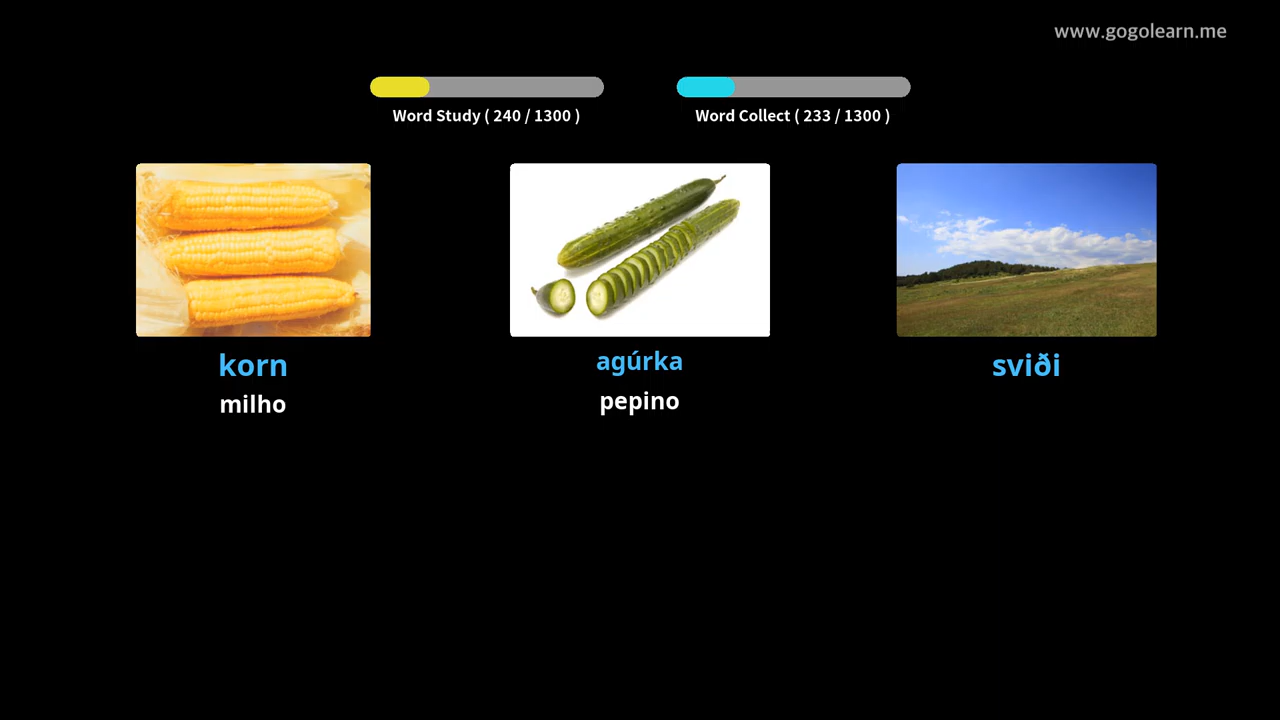 www.gogolearn.me
Word Study ( 240 / 1300 )
Word Collect ( 233 / 1300 )
korn
milho
agúrka
pepino
sviði